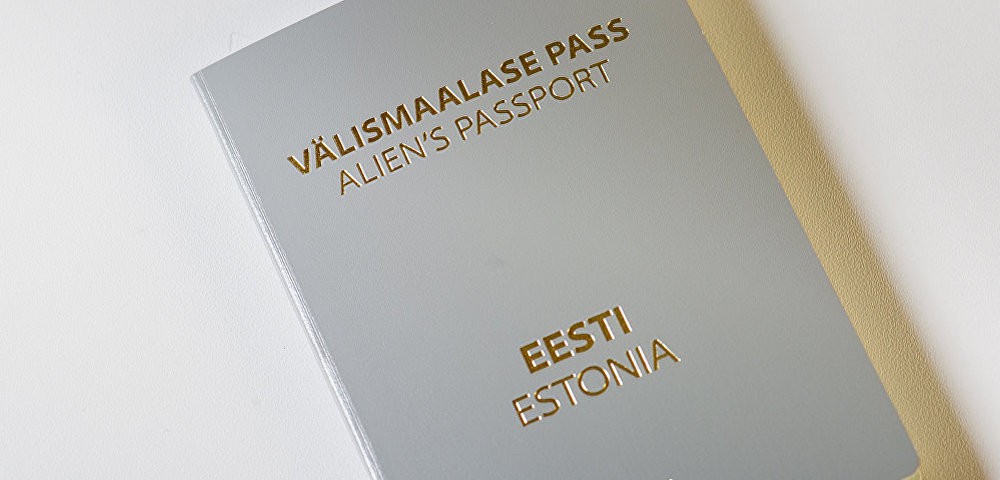 VÄLISMAALASE PASS
ALIEN'S PASSPORT
EESTI
ESTONIA